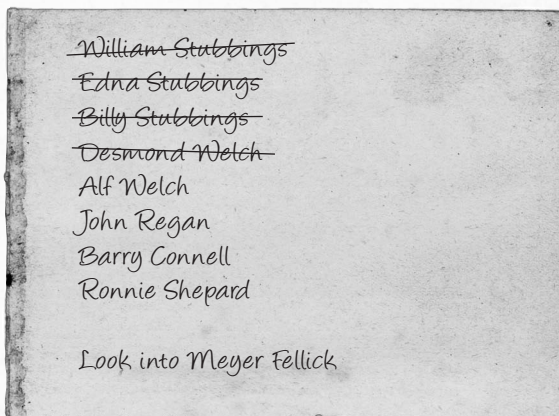 William Stubbings
Edna Stubbings
Billy Stubbings
Desmond Welch
Alf Welch
John Regan
Barry Connell
Ronnie Shepard
Look into Meyer Fellick